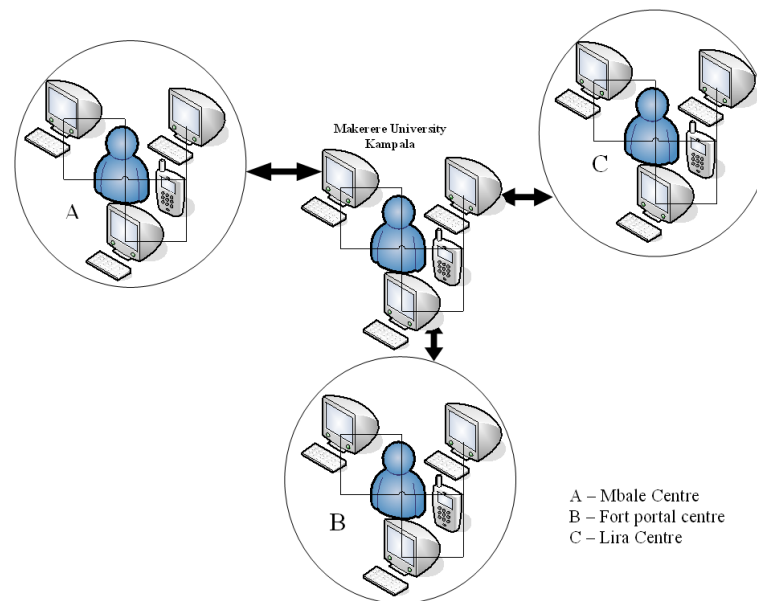 Makerere University
Kampala
A
C
B
A – Mbale Centre
B – Fort portal centre
C – Lira Centre